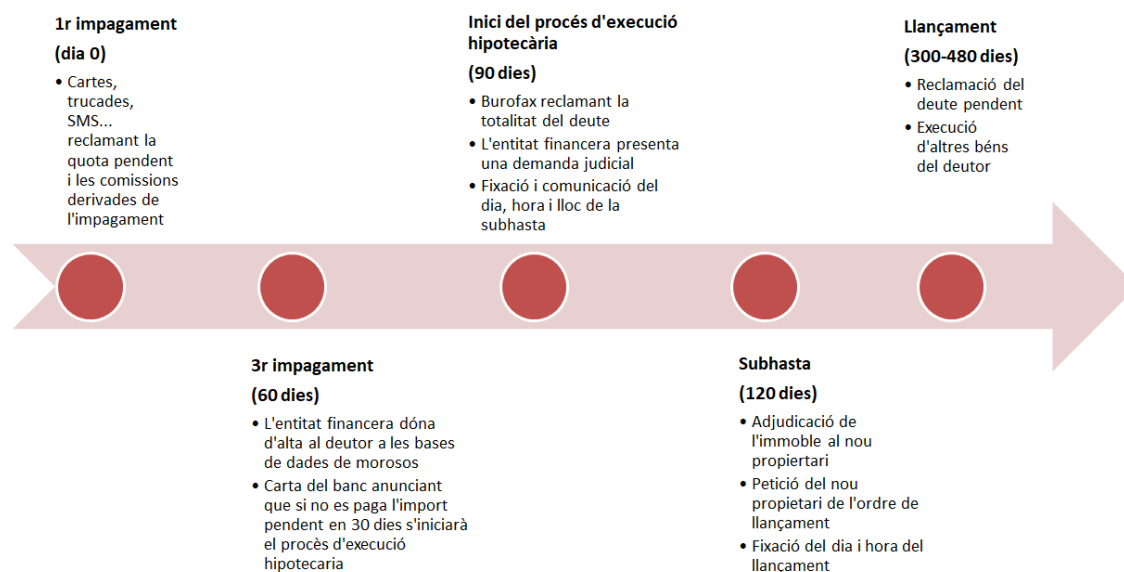 1r impagament
(dia 0)
• Cartes,
trucades,
SMS...
reclamant la
quota pendent
i les comissions
derivades de
l'impagament
Inici del procés d'execució
hipotecària
(90 dies)
• Burofax reclamant la
totalitat del deute
• L'entitat financera presenta
una demanda judicial
• Fixació i comunicació del
dia, hora i lloc de la
subhasta
Llançament
(300-480 dies)
• Reclamació del
deute pendent
• Execució
d'altres béns
del deutor
3r impagament
(60 dies)
• L'entitat financera dóna
d'alta al deutor a les bases
de dades de morosos
• Carta del banc anunciant
que si no es paga l'import
pendent en 30 dies s'iniciarà
el procès d'execució
hipotecaria
Subhasta
(120 dies)
• Adjudicació de
l'immoble al nou
propiertari
• Petició del nou
propietari de l'ordre de
llançament
• Fixació del dia i hora del
llançament